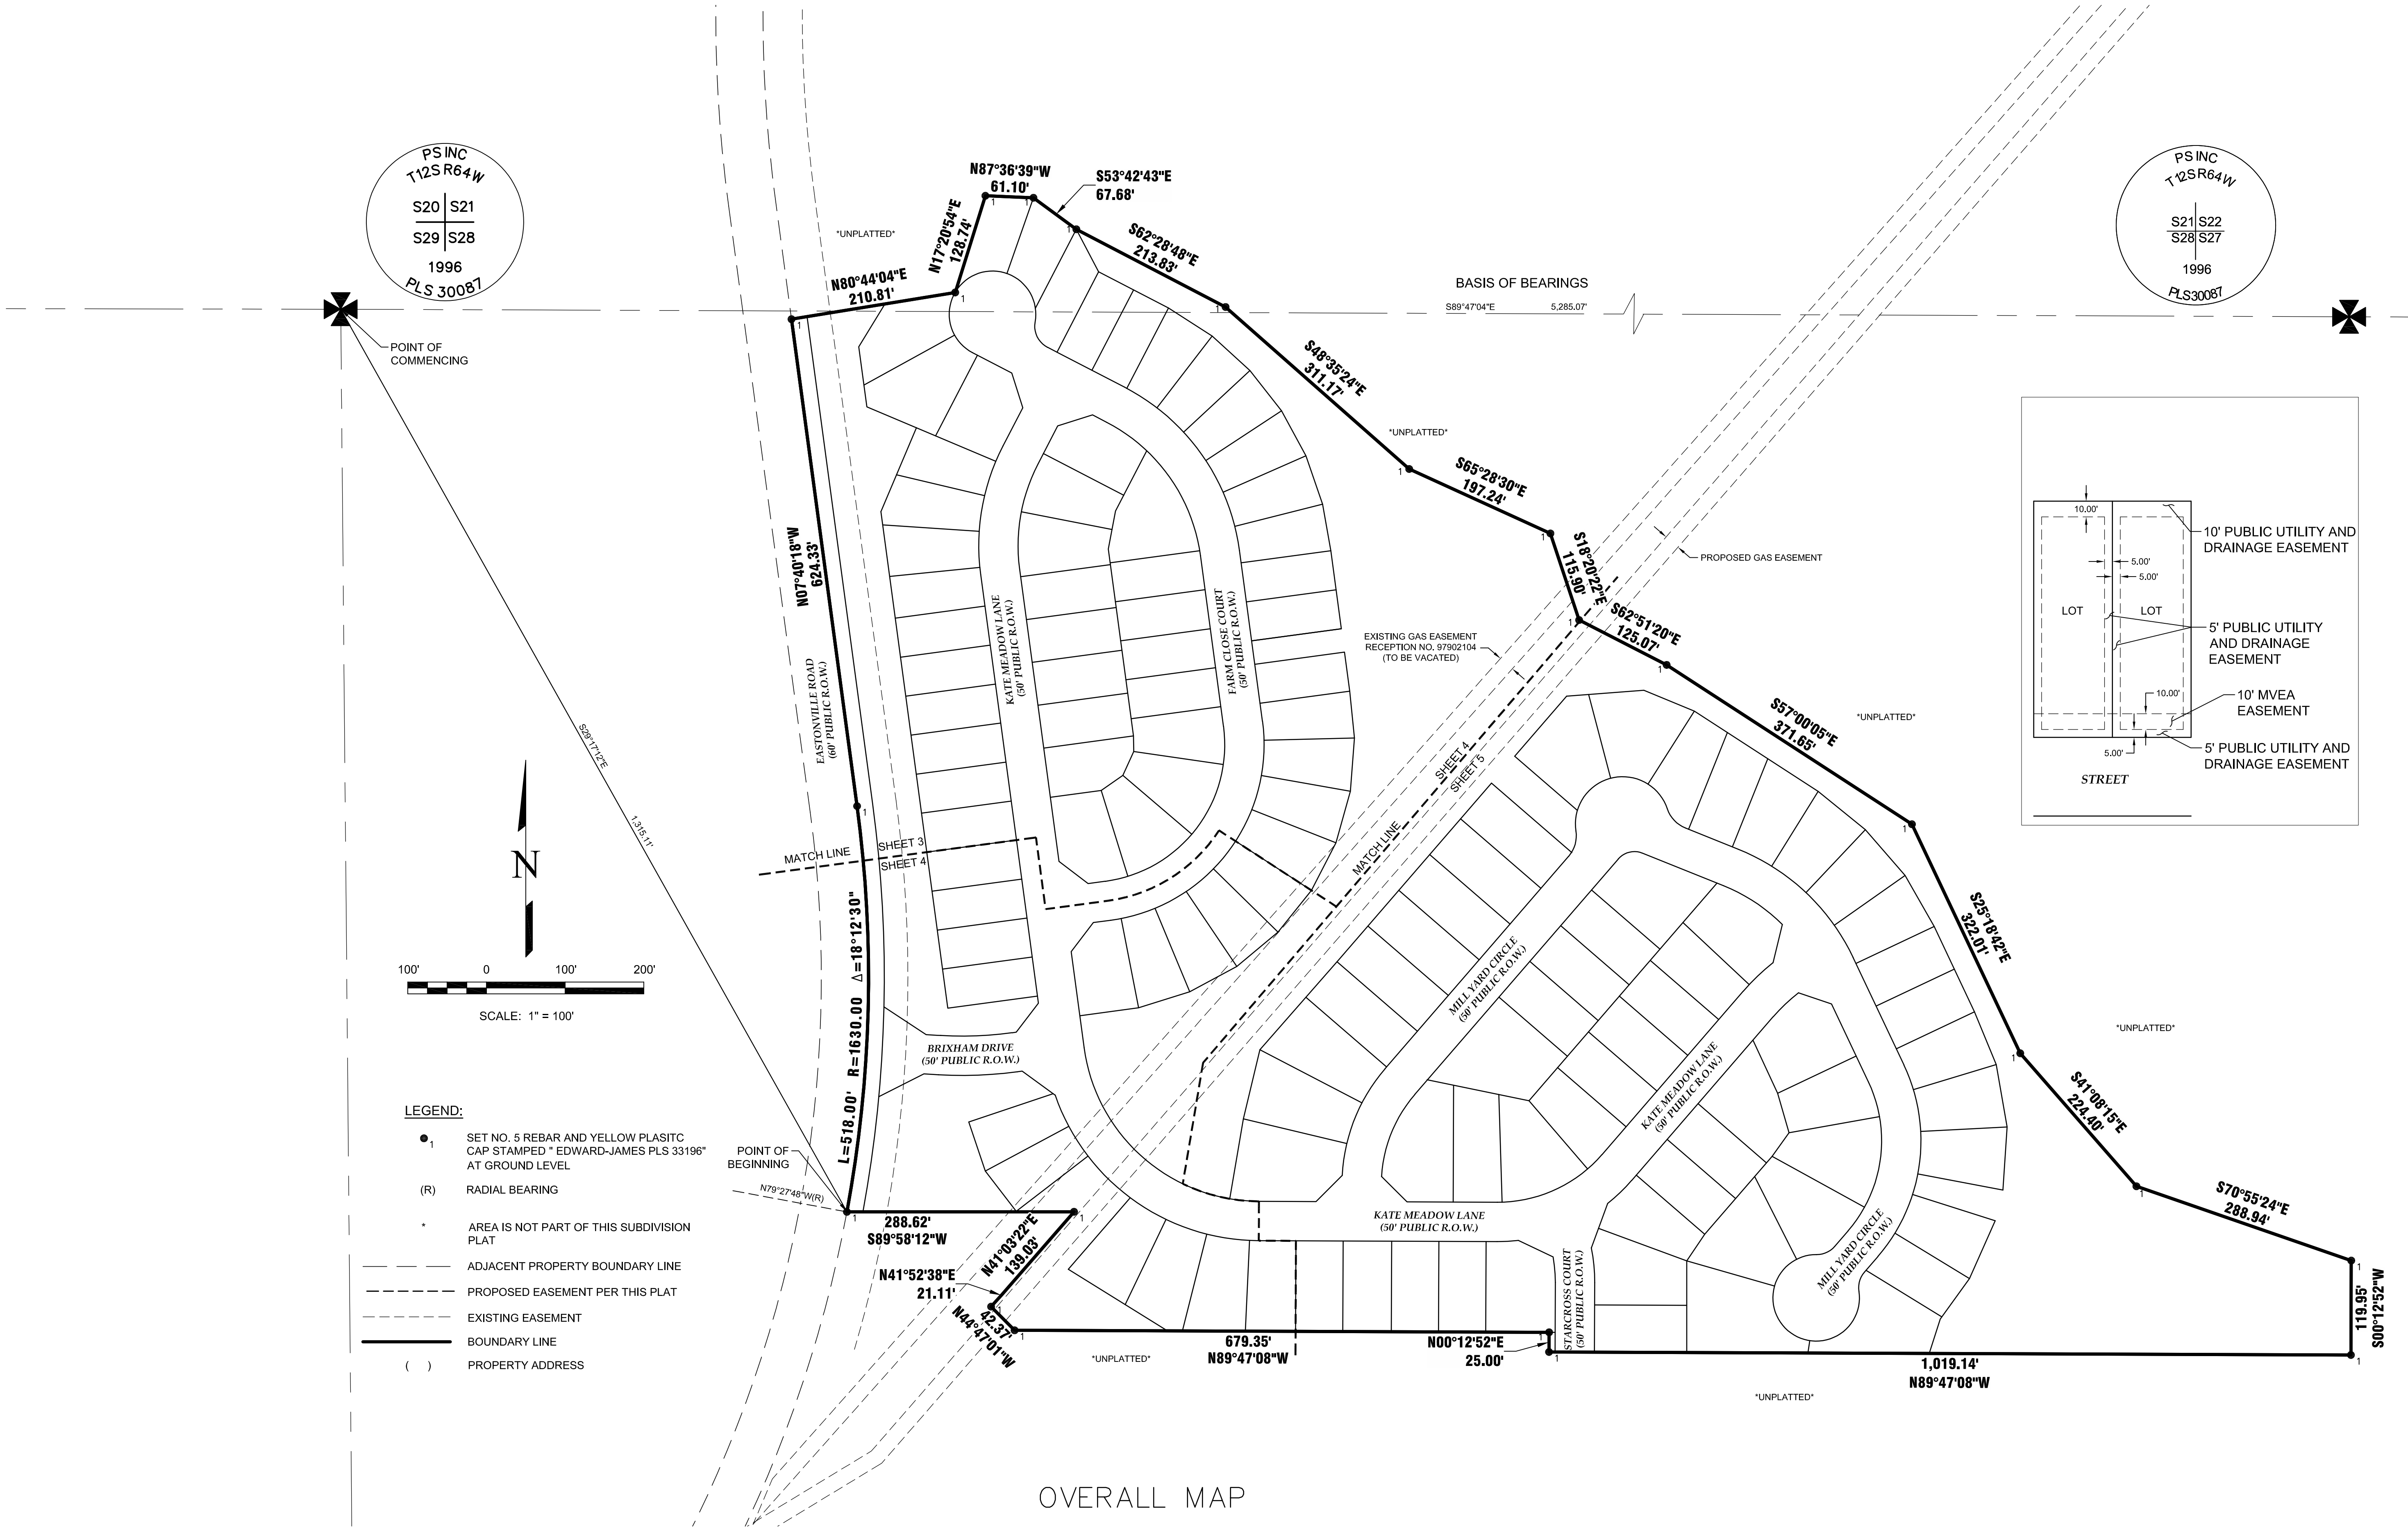 PS INC
T12S R64W
S20 S21
S29 S28
1996
PLS 30087
PS INC
T12S R64W
S21 S22
S28 S27
1996
PLS30087
POINT OF
COMMENCING
*UNPLATTED*
N87°36'39"W
61.10'
S53°42'43"E
67.68'
N17°20'54"E
128.74'
S62°28'48"E
213.83'
N80°44'04"E
210.81'
BASIS OF BEARINGS
S89°47'04"E 5,285.07'
S48°35'24"E
311.17'
*UNPLATTED*
S65°28'30"E
197.24'
S18°20'22"E
115.90'
PROPOSED GAS EASEMENT
EXISTING GAS EASEMENT
RECEPTION NO. 97902104
(TO BE VACATED)
S62°51'20"E
125.07'
S57°00'05"E
371.65'
*UNPLATTED*
10.00'
5.00'
5.00'
LOT
LOT
10.00'
5.00'
STREET
10' PUBLIC UTILITY AND
DRAINAGE EASEMENT
5' PUBLIC UTILITY
AND DRAINAGE
EASEMENT
10' MVEA
EASEMENT
5' PUBLIC UTILITY AND
DRAINAGE EASEMENT
N07°40'18"W
624.33'
EASTONVILLE ROAD
(60' PUBLIC R.O.W.)
KATE MEADOW LANE
(50' PUBLIC R.O.W.)
FARM CLOSE COURT
(50' PUBLIC R.O.W.)
S29°17'12"E
1,315.11'
N
100' 0 100' 200'
SCALE: 1" = 100'
MATCH LINE
SHEET 3
SHEET 4
SHEET 4
SHEET 5
MATCH LINE
L=518.00' R=1630.00 Δ=18°12'30"
BRIXHAM DRIVE
(50' PUBLIC R.O.W.)
MILL YARD CIRCLE
(50' PUBLIC R.O.W.)
KATE MEADOW LANE
(50' PUBLIC R.O.W.)
S25°18'42"E
322.01'
*UNPLATTED*
S41°08'15"E
224.40'
S70°55'24"E
288.94'
119.95'
S00°12'52"W
LEGEND:
1 SET NO. 5 REBAR AND YELLOW PLASITC
CAP STAMPED " EDWARD-JAMES PLS 33196"
AT GROUND LEVEL
(R) RADIAL BEARING
* AREA IS NOT PART OF THIS SUBDIVISION
PLAT
ADJACENT PROPERTY BOUNDARY LINE
PROPOSED EASEMENT PER THIS PLAT
EXISTING EASEMENT
BOUNDARY LINE
( ) PROPERTY ADDRESS
POINT OF
BEGINNING
N79°27'48"W(R)
288.62'
S89°58'12"W
N41°03'22"E
139.03'
N41°52'38"E
21.11'
42.37'
N44°47'01"W
KATE MEADOW LANE
(50' PUBLIC R.O.W.)
STARCROSS COURT
(50' PUBLIC R.O.W.)
MILL YARD CIRCLE
(50' PUBLIC R.O.W.)
*UNPLATTED*
679.35'
N89°47'08"W
N00°12'52"E
25.00'
1,019.14'
N89°47'08"W
*UNPLATTED*
OVERALL MAP